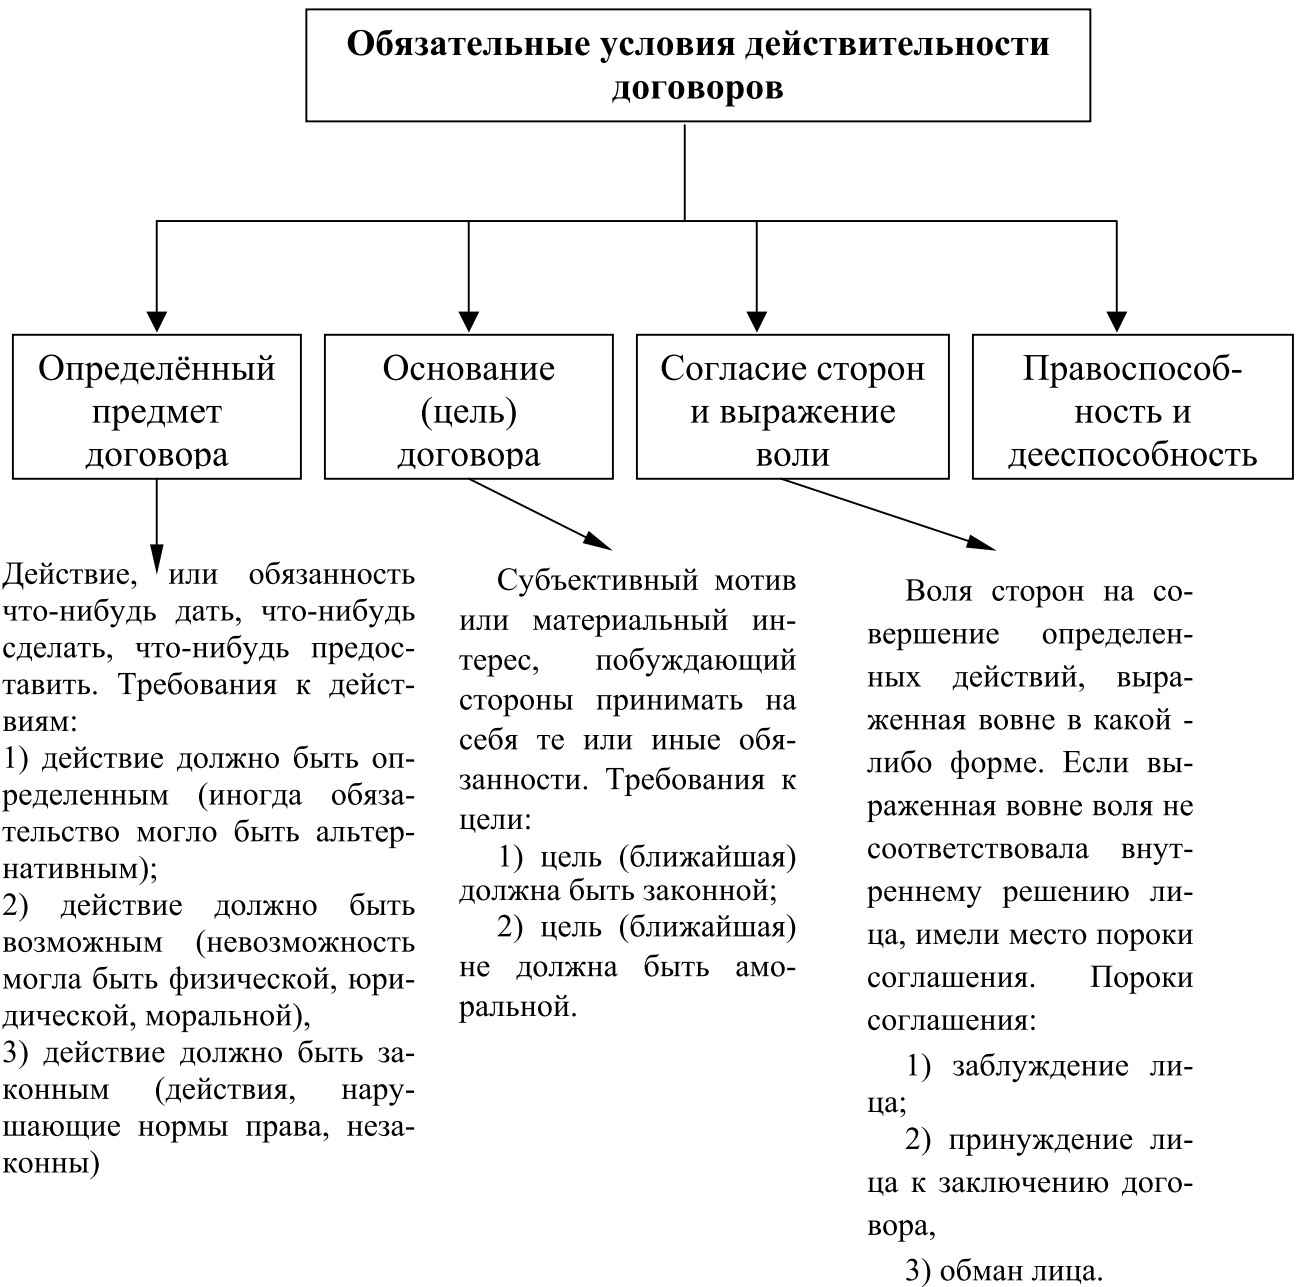 Обязательные условия действительности
договоров
Определённый
предмет
договора
Основание
(цель)
договора
Согласие сторон
и выражение
воли
Правоспособ-
ность и
дееспособность
Действие, или обязанность
что-нибудь дать, что-нибудь
сделать, что-нибудь предос-
тавить. Требования к дейст-
виям:
1) действие должно быть оп-
ределенным (иногда обяза-
тельство могло быть альтер-
нативным);
2) действие должно быть
возможным (невозможность
могла быть физической, юри-
дической, моральной),
3) действие должно быть за-
конным (действия, нару-
шающие нормы права, неза-
конны)
Субъективный мотив
или материальный ин-
терес, побуждающий
стороны принимать на
себя те или иные обя-
занности. Требования к
цели:
1) цель (ближайшая)
должна быть законной;
2) цель (ближайшая)
не должна быть амо-
ральной.
Воля сторон на со-
вершение определен-
ных действий, выра-
женная вовне в какой -
либо форме. Если вы-
раженная вовне воля не
соответствовала внут-
реннему решению ли-
ца, имели место пороки
соглашения. Пороки
соглашения:
1) заблуждение ли-
ца;
2) принуждение ли-
ца к заключению дого-
вора,
3) обман лица.